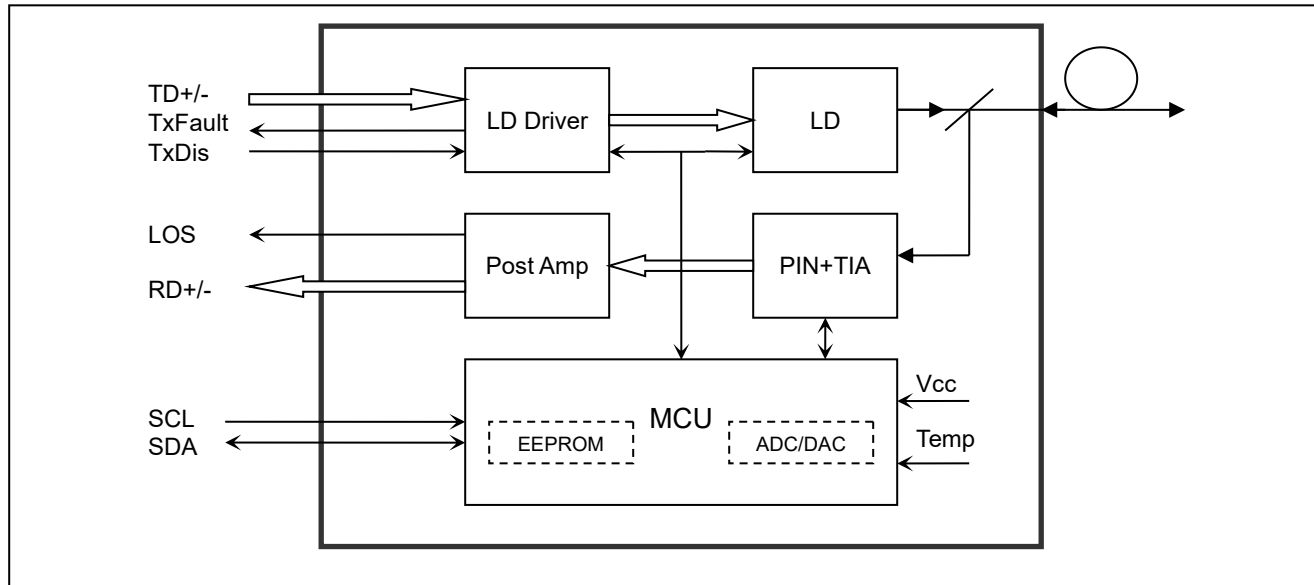 TD+/-
TxFault
TxDis
LD Driver
LD
LOS
RD+/-
Post Amp
PIN+TIA
SCL
SDA
MCU
EEPROM
ADC/DAC
Vcc
Temp